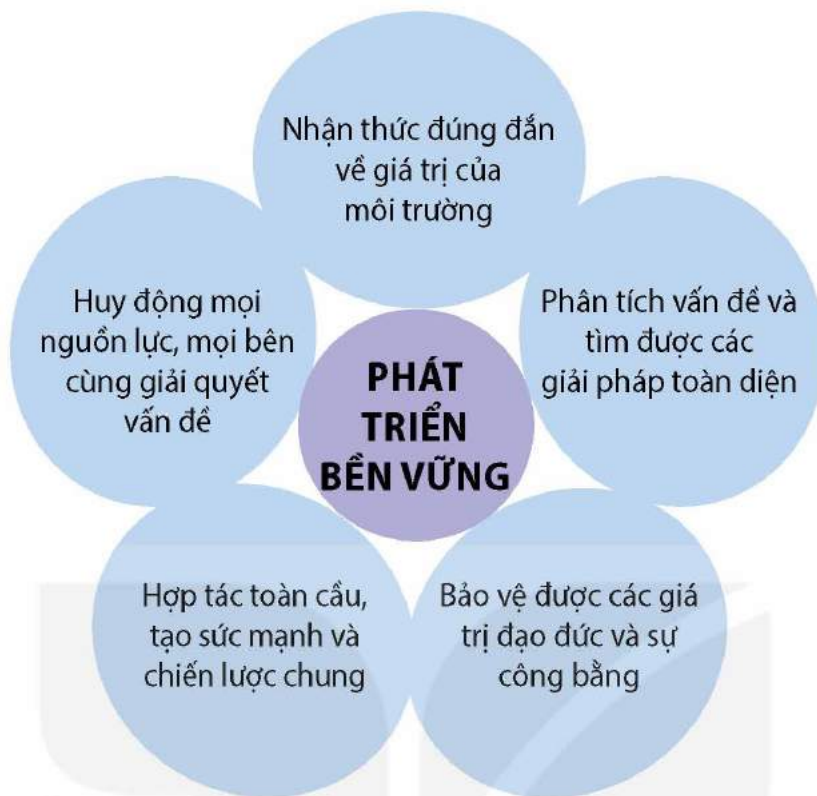 Nhận thức đúng đắn
về giá trị của
môi trường
Huy động mọi
nguồn lực, mọi bên
cùng giải quyết
vấn đề
Phân tích vấn đề và
tìm được các
giải pháp toàn diện
PHÁT
TRIỂN
BỀN VỮNG
Hợp tác toàn cầu,
tạo sức mạnh và
chiến lược chung
Bảo vệ được các giá
trị đạo đức và sự
công bằng